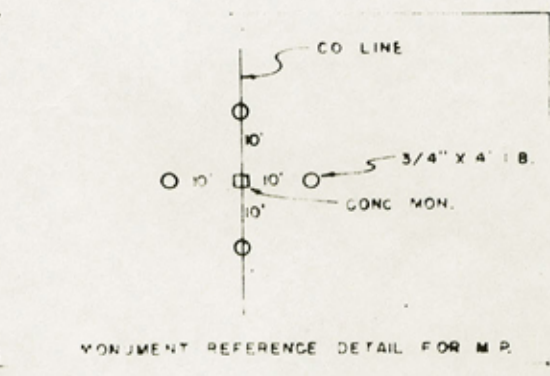 CO LINE
10'
3/4" X 4' I B.
10' 10'
CONC MON.
10'
MONUMENT REFERENCE DETAIL FOR M P.